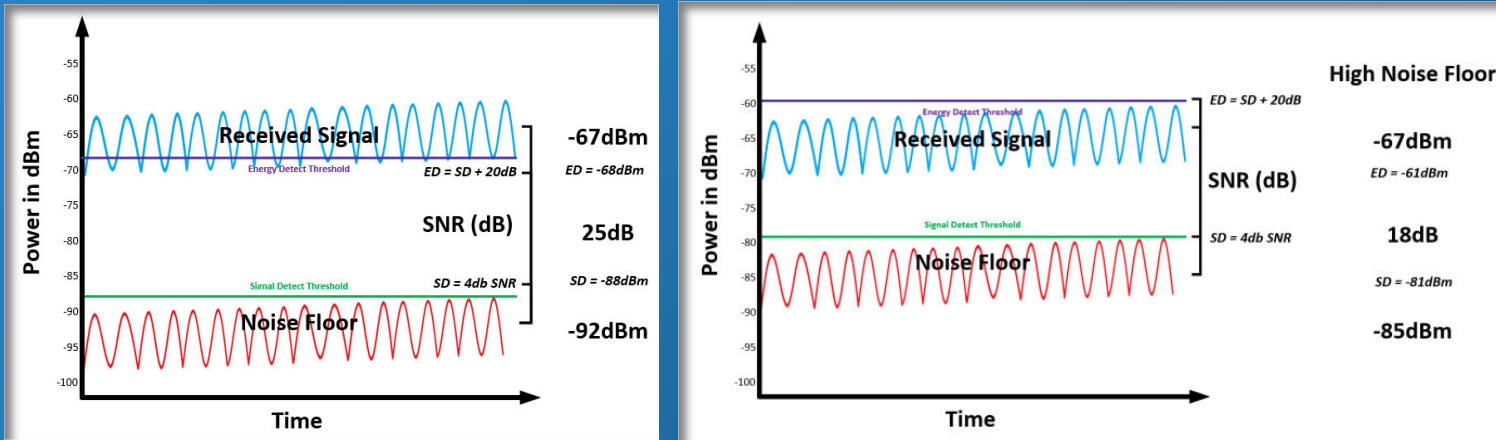 -55
-60
-65
-70
-75
-80
-85
-90
-95
-100
Power in dBm
Time
Received Signal
Energy Detect Threshold
ED = SD + 20dB
SNR (dB)
SD = 4db SNR
Sienal Detect Threshold
Noise Floor
-67dBm
ED = -68dBm
25dB
SD = -88dBm
-92dBm
-55
-60
-65
-70
-75
-80
-85
-90
-95
-100
Power in dBm
Time
High Noise Floor
ED = SD + 20dB
Energy Detect Threshold
Received Signal
SNR (dB)
Signal Detect Threshold
SD = 4db SNR
Noise Floor
-67dBm
ED = -61dBm
18dB
SD = -81dBm
-85dBm